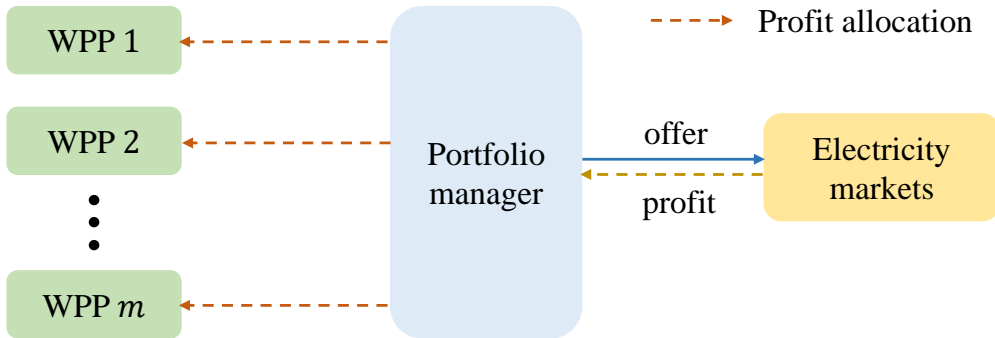 WPP 1
Profit allocation
WPP 2
Portfolio
manager
offer
profit
Electricity
markets
WPP m